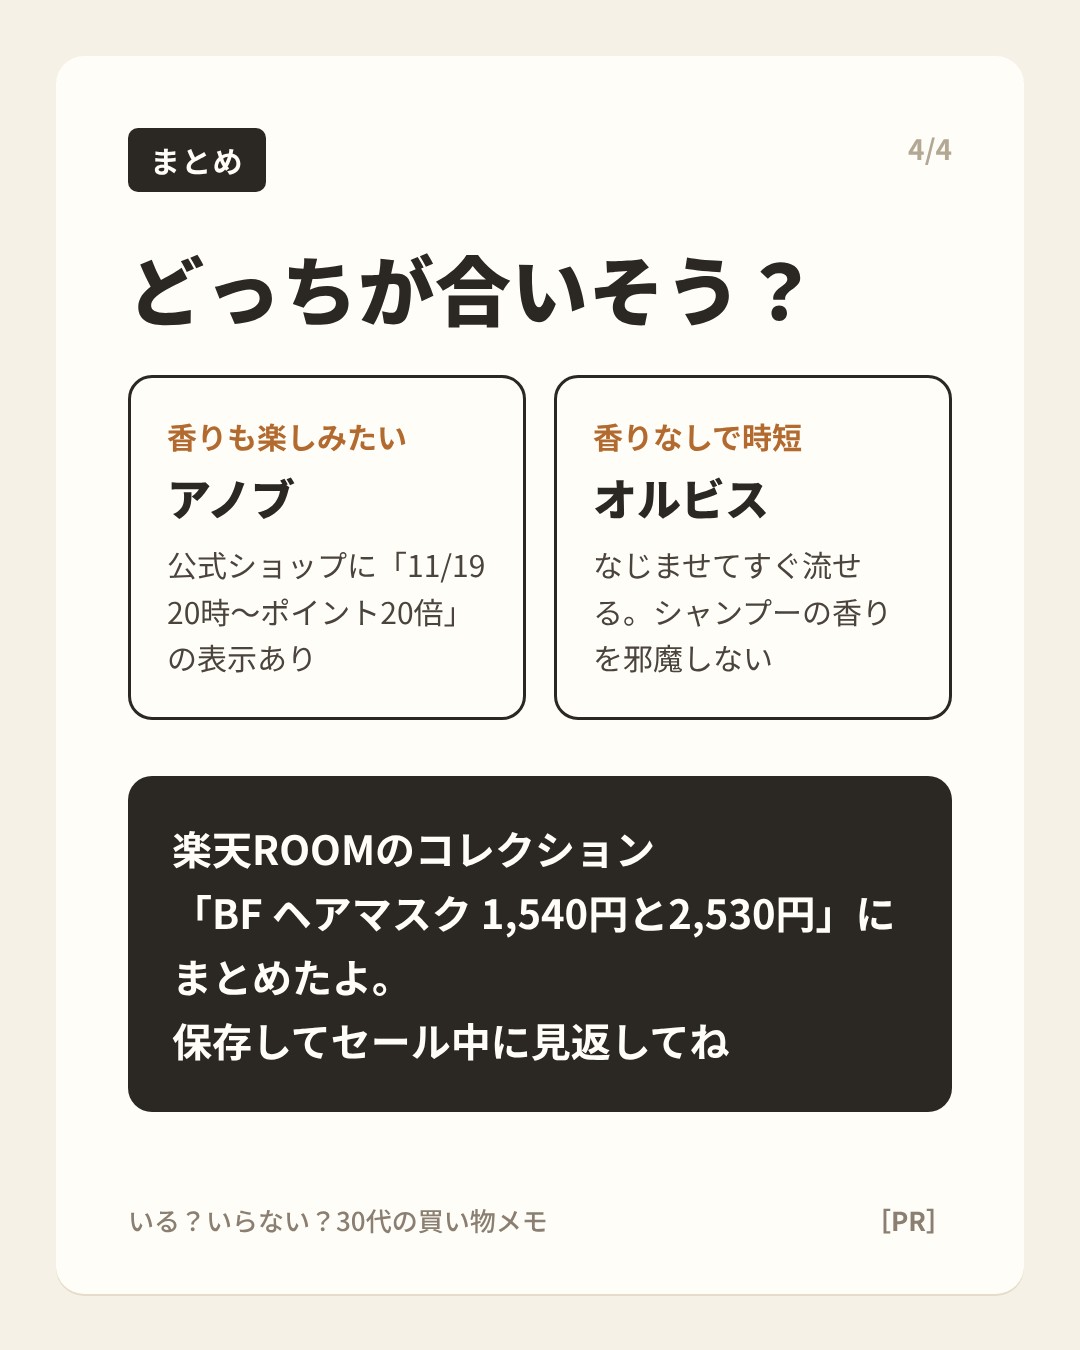 まとめ
4/4
どっちが合いそう？
香りも楽しみたい
アノブ
公式ショップに「11/19
20時〜ポイント20倍」
の表示あり
香りなしで時短
オルビス
なじませてすぐ流せ
る。シャンプーの香り
を邪魔しない
楽天ROOMのコレクション
「BF ヘアマスク 1,540円と2,530円」に
まとめたよ。
保存してセール中に見返してね
いる？いらない？30代の買い物メモ
［PR］